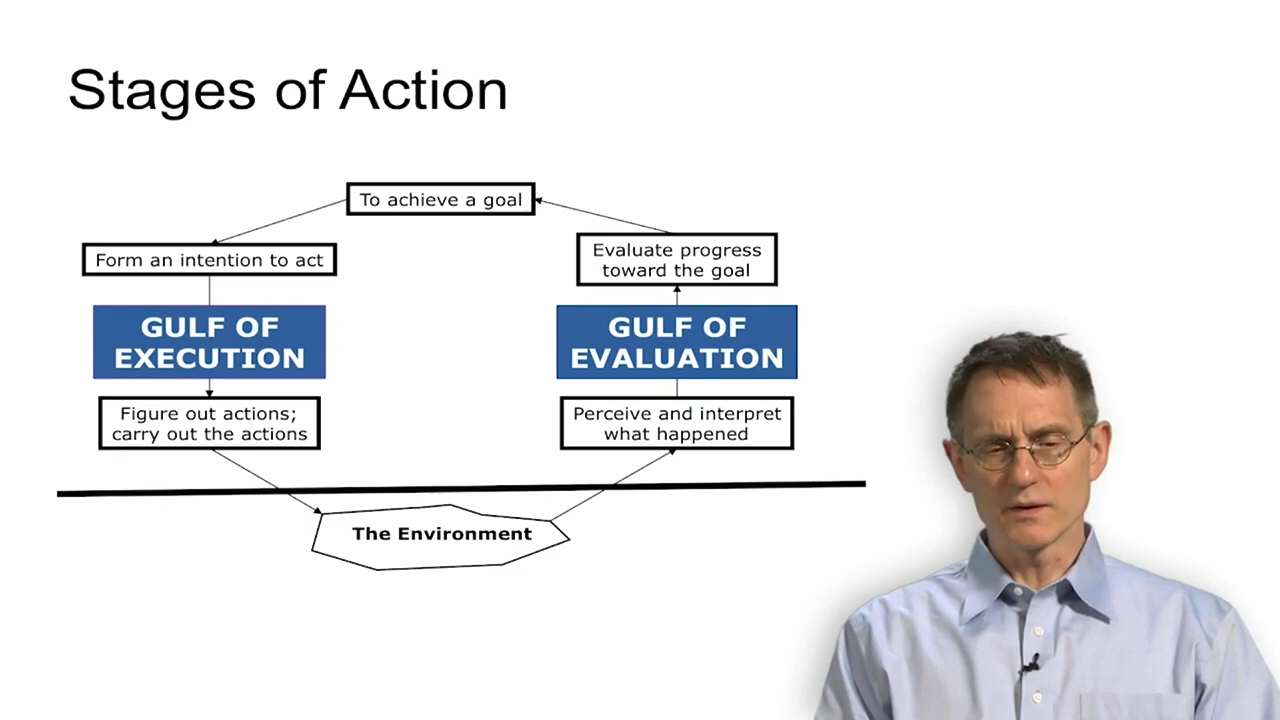 Stages of Action
To achieve a goal
Form an intention to act
GULF OF
EXECUTION
Figure out actions;
carry out the actions
Evaluate progress
toward the goal
GULF OF
EVALUATION
Perceive and interpret
what happened
The Environment